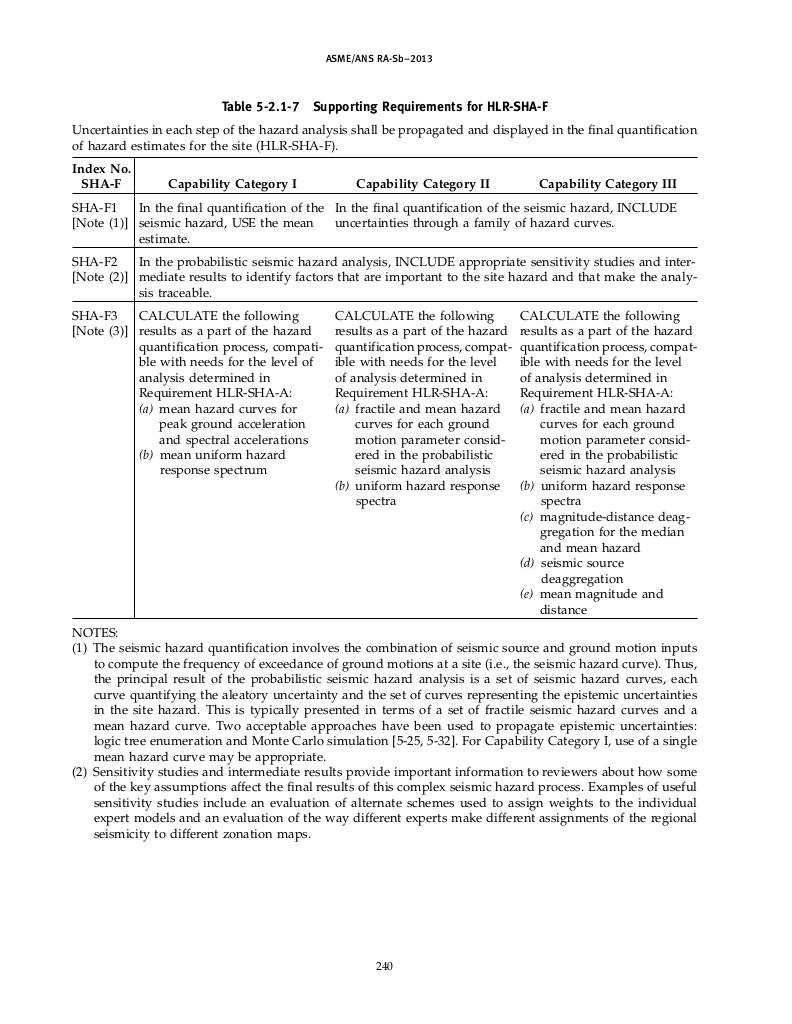 ASME/ANS RA-Sb–2013
Table 5-2.1-7 Supporting Requirements for HLR-SHA-F
Uncertainties in each step of the hazard analysis shall be propagated and displayed in the final quantification
of hazard estimates for the site (HLR-SHA-F).
Index No.
SHA-F
Capability Category I
Capability Category II
Capability Category III
SHA-F1
[Note (1)]
In the final quantification of the
seismic hazard, USE the mean
estimate.
In the final quantification of the seismic hazard, INCLUDE
uncertainties through a family of hazard curves.
SHA-F2
[Note (2)]
In the probabilistic seismic hazard analysis, INCLUDE appropriate sensitivity studies and inter-
mediate results to identify factors that are important to the site hazard and that make the analy-
sis traceable.
SHA-F3
[Note (3)]
CALCULATE the following
results as a part of the hazard
quantification process, compati-
ble with needs for the level of
analysis determined in
Requirement HLR-SHA-A:
(a) mean hazard curves for
peak ground acceleration
and spectral accelerations
(b) mean uniform hazard
response spectrum
CALCULATE the following
results as a part of the hazard
quantification process, compat-
ible with needs for the level
of analysis determined in
Requirement HLR-SHA-A:
(a) fractile and mean hazard
curves for each ground
motion parameter consid-
ered in the probabilistic
seismic hazard analysis
(b) uniform hazard response
spectra
CALCULATE the following
results as a part of the hazard
quantification process, compat-
ible with needs for the level
of analysis determined in
Requirement HLR-SHA-A:
(a) fractile and mean hazard
curves for each ground
motion parameter consid-
ered in the probabilistic
seismic hazard analysis
(b) uniform hazard response
spectra
(c) magnitude-distance deag-
gregation for the median
and mean hazard
(d) seismic source
deaggregation
(e) mean magnitude and
distance
NOTES:
(1) The seismic hazard quantification involves the combination of seismic source and ground motion inputs
to compute the frequency of exceedance of ground motions at a site (i.e., the seismic hazard curve). Thus,
the principal result of the probabilistic seismic hazard analysis is a set of seismic hazard curves, each
curve quantifying the aleatory uncertainty and the set of curves representing the epistemic uncertainties
in the site hazard. This is typically presented in terms of a set of fractile seismic hazard curves and a
mean hazard curve. Two acceptable approaches have been used to propagate epistemic uncertainties:
logic tree enumeration and Monte Carlo simulation [5-25, 5-32]. For Capability Category I, use of a single
mean hazard curve may be appropriate.
(2) Sensitivity studies and intermediate results provide important information to reviewers about how some
of the key assumptions affect the final results of this complex seismic hazard process. Examples of useful
sensitivity studies include an evaluation of alternate schemes used to assign weights to the individual
expert models and an evaluation of the way different experts make different assignments of the regional
seismicity to different zonation maps.
240